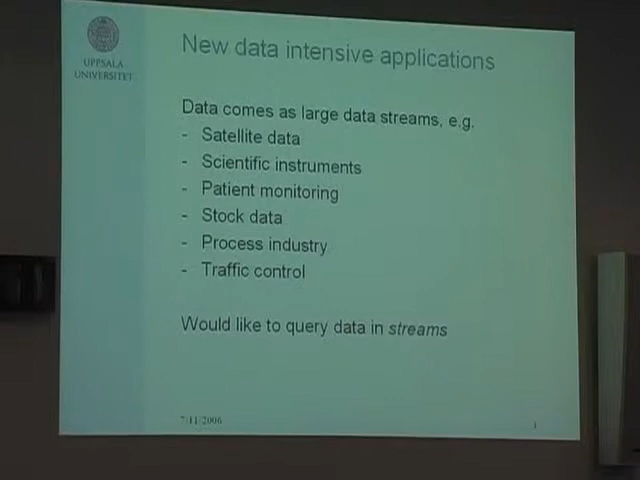 UPPSALA
UNIVERSITET
New data intensive applications
Data comes as large data streams, e.g.
- Satellite data
- Scientific instruments
- Patient monitoring
- Stock data
- Process industry
- Traffic control
Would like to query data in streams
7/11/2006
1